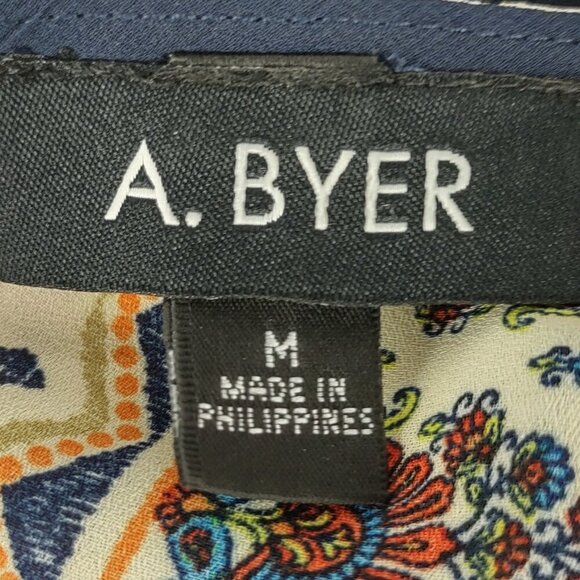 A. BYER
M
MADE IN
PHILIPPINES